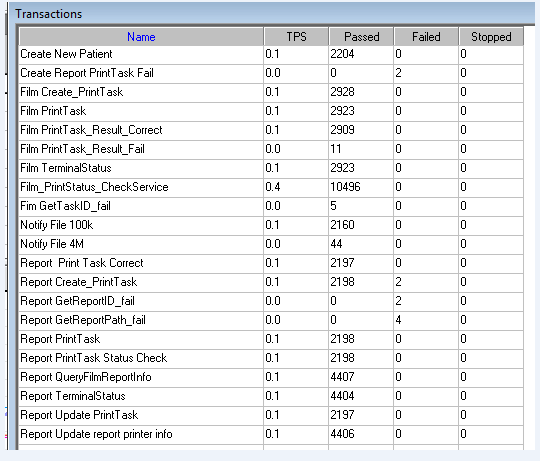 Transactions
Name TPS Passed Failed Stopped
Create New Patient 0.1 2204 0 0
Create Report PrintTask Fail 0.0 0 2 0
Film Create_PrintTask 0.1 2928 0 0
Film PrintTask 0.1 2923 0 0
Film PrintTask_Result_Correct 0.1 2909 0 0
Film PrintTask_Result_Fail 0.0 11 0 0
Film TerminalStatus 0.1 2923 0 0
Film_PrintStatus_CheckService 0.4 10496 0 0
Fim GetTaskID_fail 0.0 5 0 0
Notify File 100k 0.1 2160 0 0
Notify File 4M 0.0 44 0 0
Report  Print Task Correct 0.1 2197 0 0
Report Create_PrintTask 0.1 2198 2 0
Report GetReportID_fail 0.0 0 2 0
Report GetReportPath_fail 0.0 0 4 0
Report PrintTask 0.1 2198 0 0
Report PrintTask Status Check 0.1 2198 0 0
Report QueryFilmReportInfo 0.1 4407 0 0
Report TerminalStatus 0.1 4404 0 0
Report Update PrintTask 0.1 2197 0 0
Report Update report printer info 0.1 4406 0 0